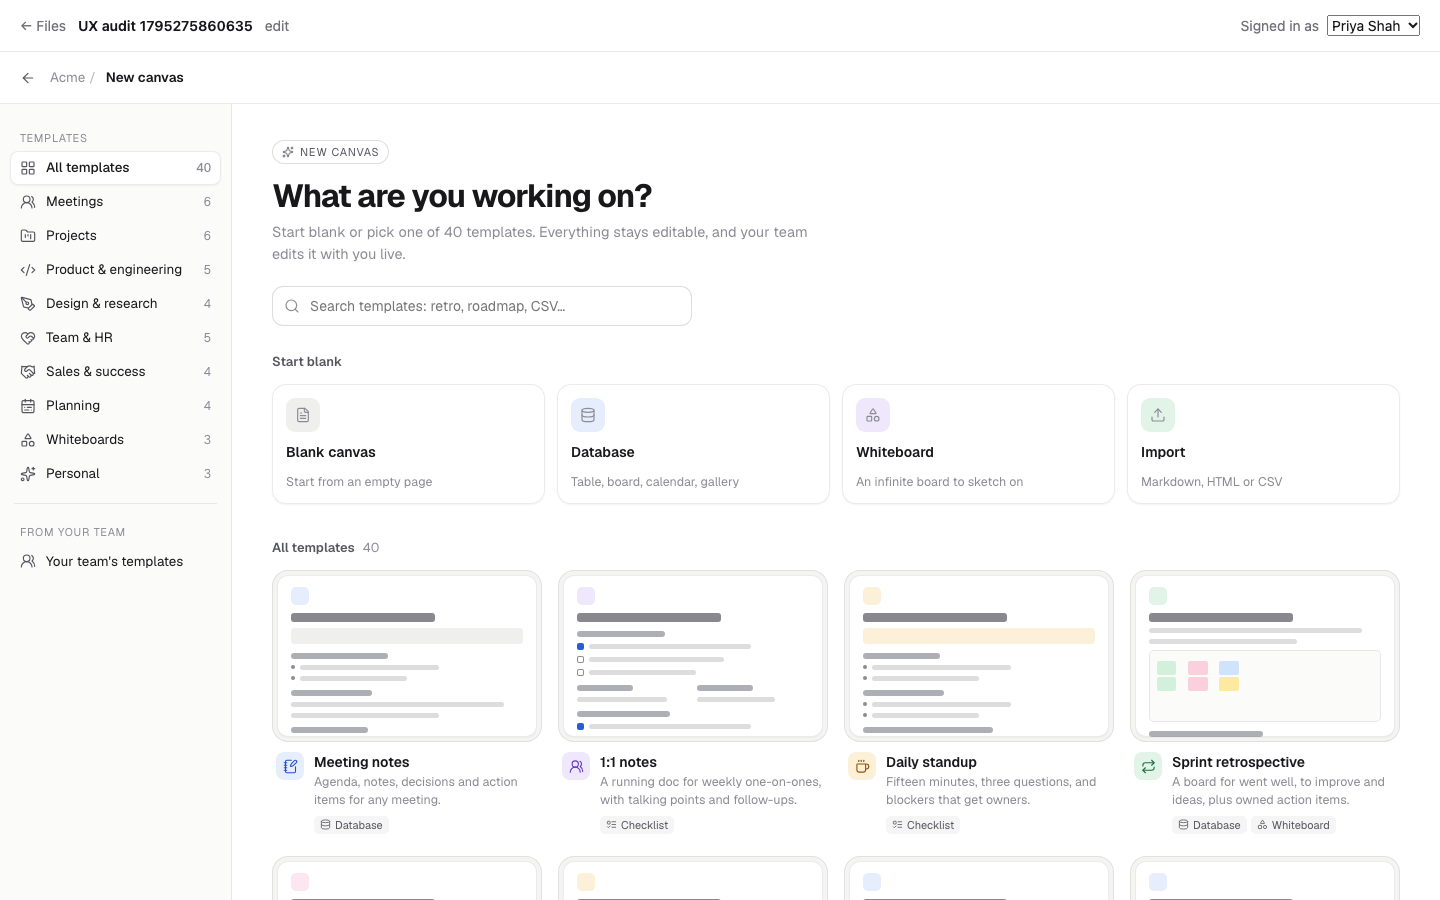 ← Files UX audit 1795275860635 edit
Signed in as Priya Shah
← Acme / New canvas
TEMPLATES
All templates 40
Meetings 6
Projects 6
Product & engineering 5
Design & research 4
Team & HR 5
Sales & success 4
Planning 4
Whiteboards 3
Personal 3
FROM YOUR TEAM
Your team's templates
NEW CANVAS
What are you working on?
Start blank or pick one of 40 templates. Everything stays editable, and your team
edits it with you live.
Search templates: retro, roadmap, CSV...
Start blank
Blank canvas
Start from an empty page
Database
Table, board, calendar, gallery
Whiteboard
An infinite board to sketch on
Import
Markdown, HTML or CSV
All templates 40
Meeting notes
Agenda, notes, decisions and action
items for any meeting.
Database
1:1 notes
A running doc for weekly one-on-ones,
with talking points and follow-ups.
Checklist
Daily standup
Fifteen minutes, three questions, and
blockers that get owners.
Checklist
Sprint retrospective
A board for went well, to improve and
ideas, plus owned action items.
Database Whiteboard